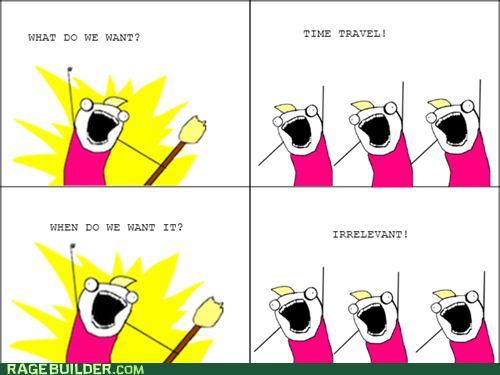 WHAT DO WE WANT?
TIME TRAVEL!
WHEN DO WE WANT IT?
IRRELEVANT!
RAGEBUILDER.COM